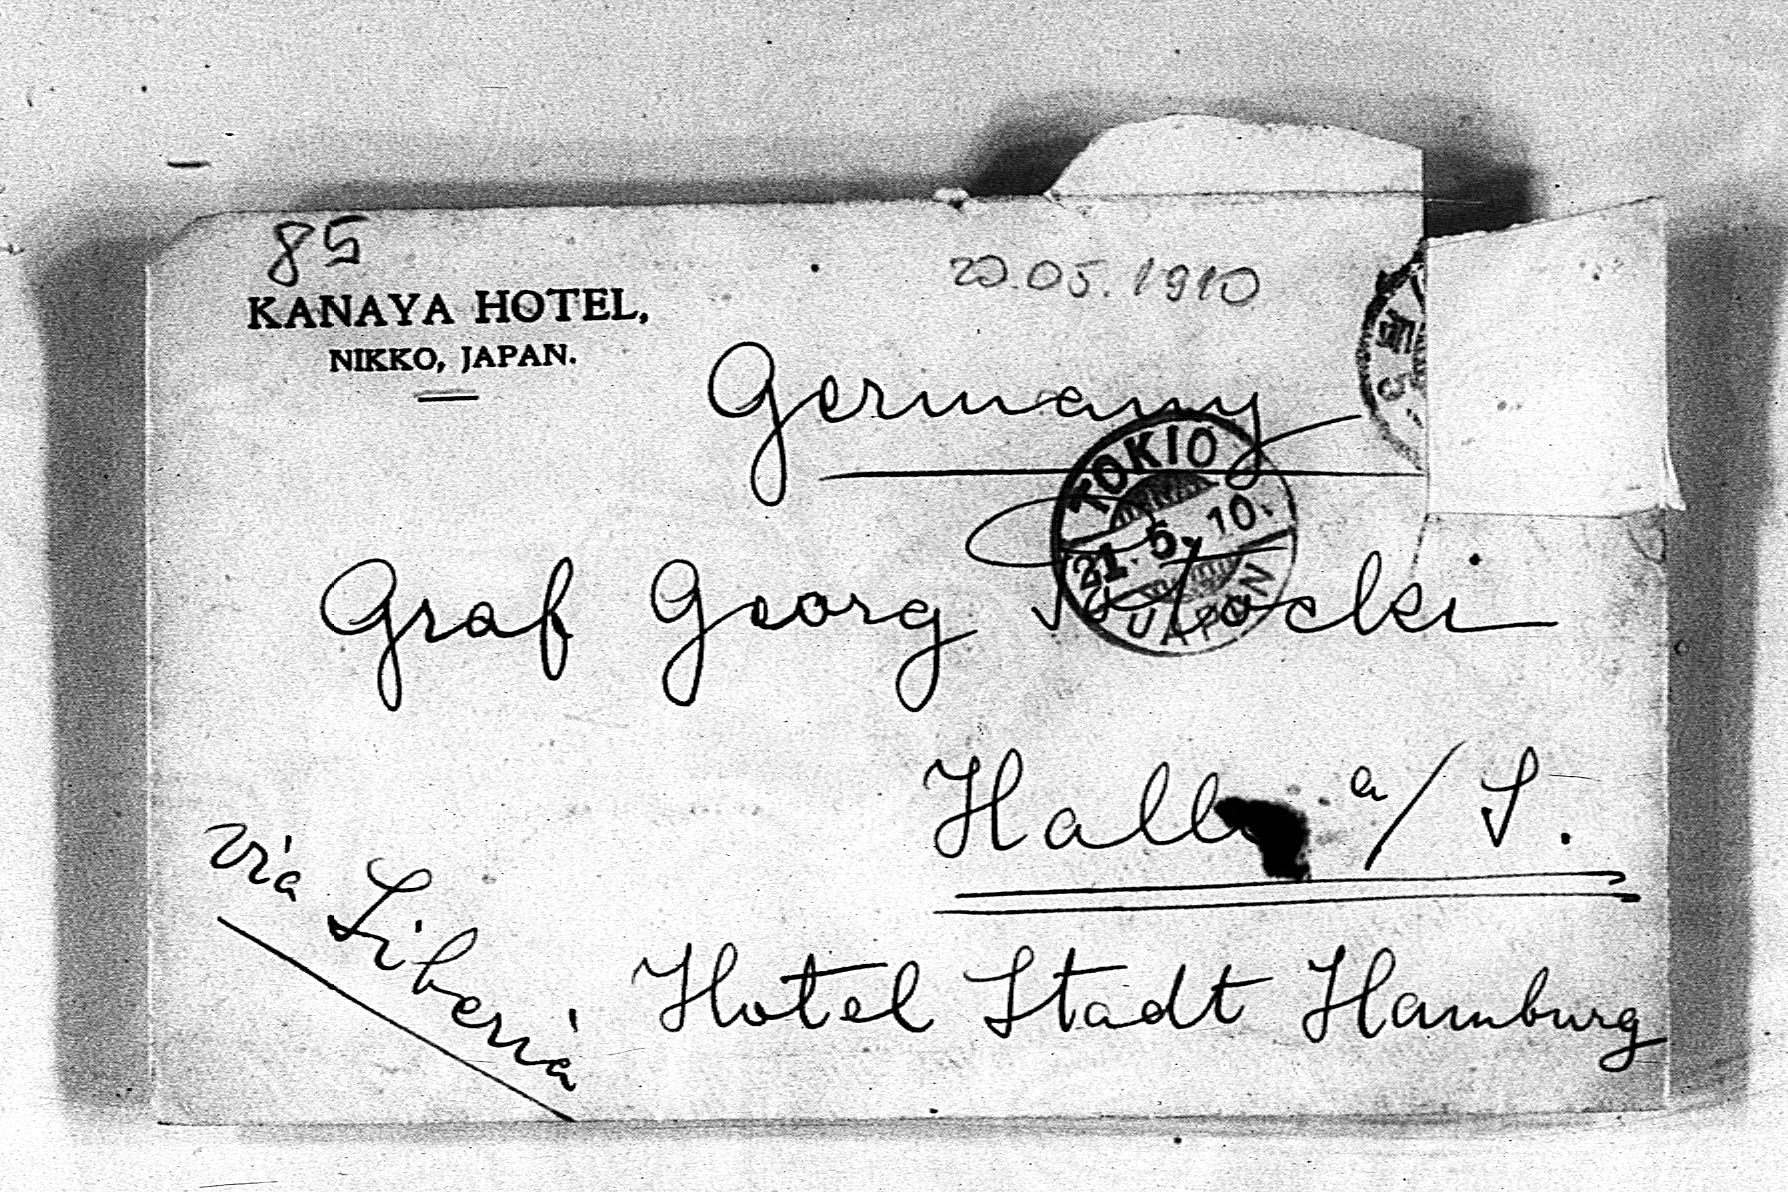 85
KANAYA HOTEL,
NIKKO, JAPAN.
20.05.1910
Germany
TOKIO
21.5.10.
JAPON
Graf Georg
Halle a/S.
via Siberia
Hotel Stadt Hamburg